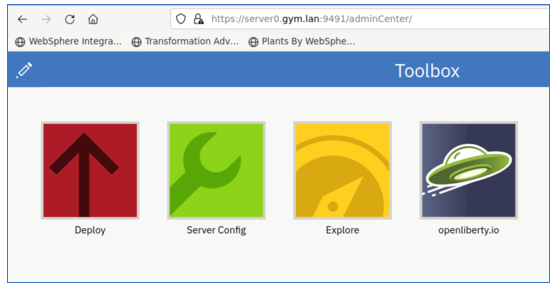 https://server0.gym.lan:9491/adminCenter/
WebSphere Integra... Transformation Adv... Plants By WebSphe...
Toolbox
Deploy Server Config Explore openliberty.io